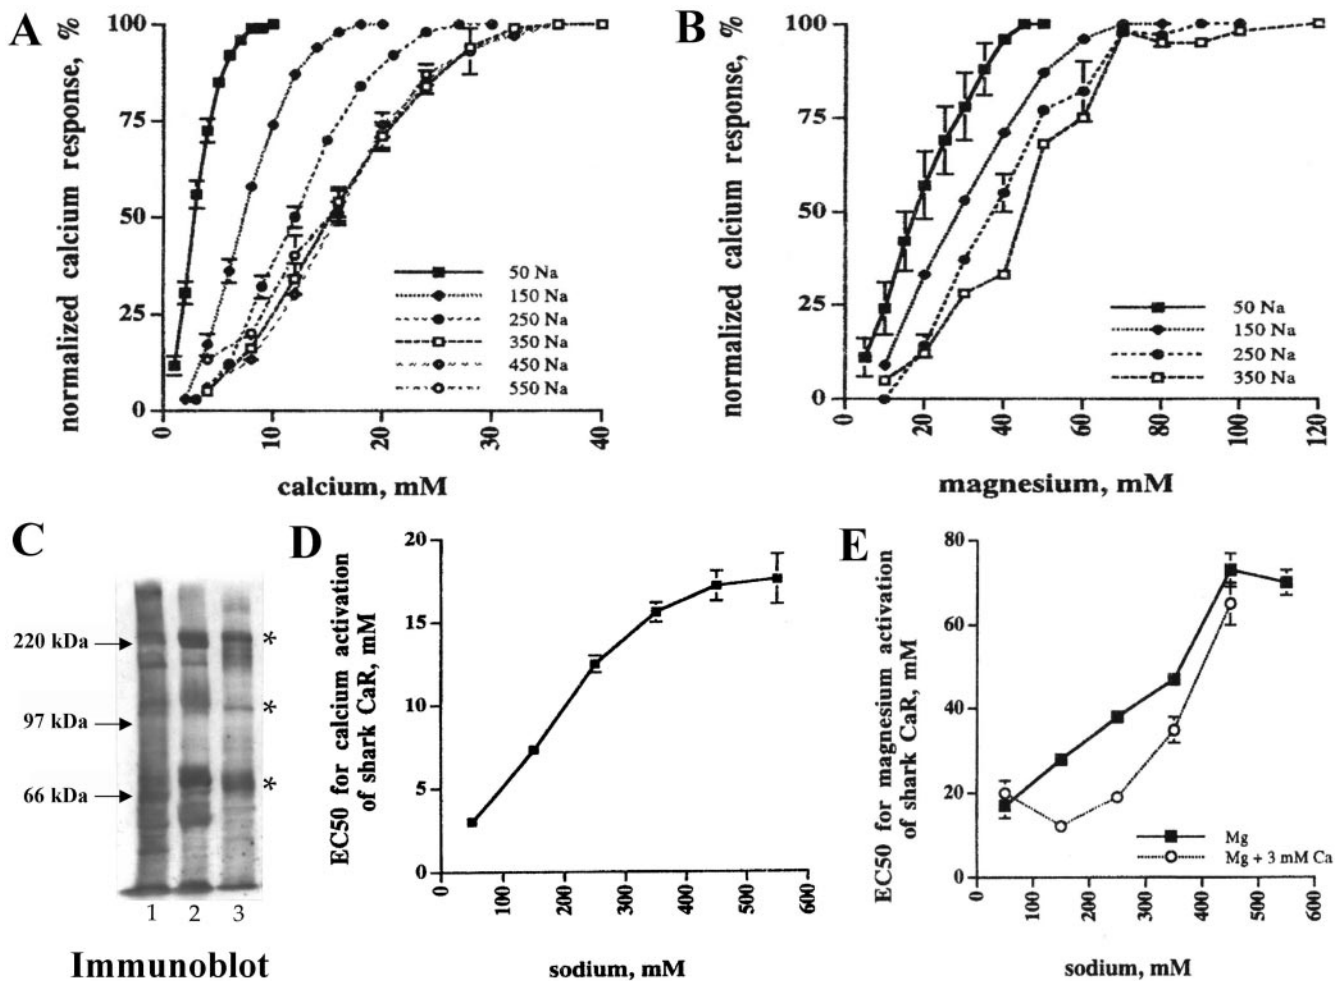 A
normalized calcium response, %
100
75
50
25
0
0
10
20
30
40
calcium, mM
50 Na
150 Na
250 Na
350 Na
450 Na
550 Na
B
normalized calcium response, %
100
75
50
25
0
0
20
40
60
80
100
120
magnesium, mM
50 Na
150 Na
250 Na
350 Na
C
220 kDa
97 kDa
66 kDa
*
*
*
1 2 3
Immunoblot
D
EC50 for calcium activation
of shark CaR, mM
20
15
10
5
0
0
100
200
300
400
500
600
sodium, mM
E
EC50 for magnesium activation
of shark CaR, mM
80
60
40
20
0
0
100
200
300
400
500
600
sodium, mM
Mg
Mg + 3 mM Ca